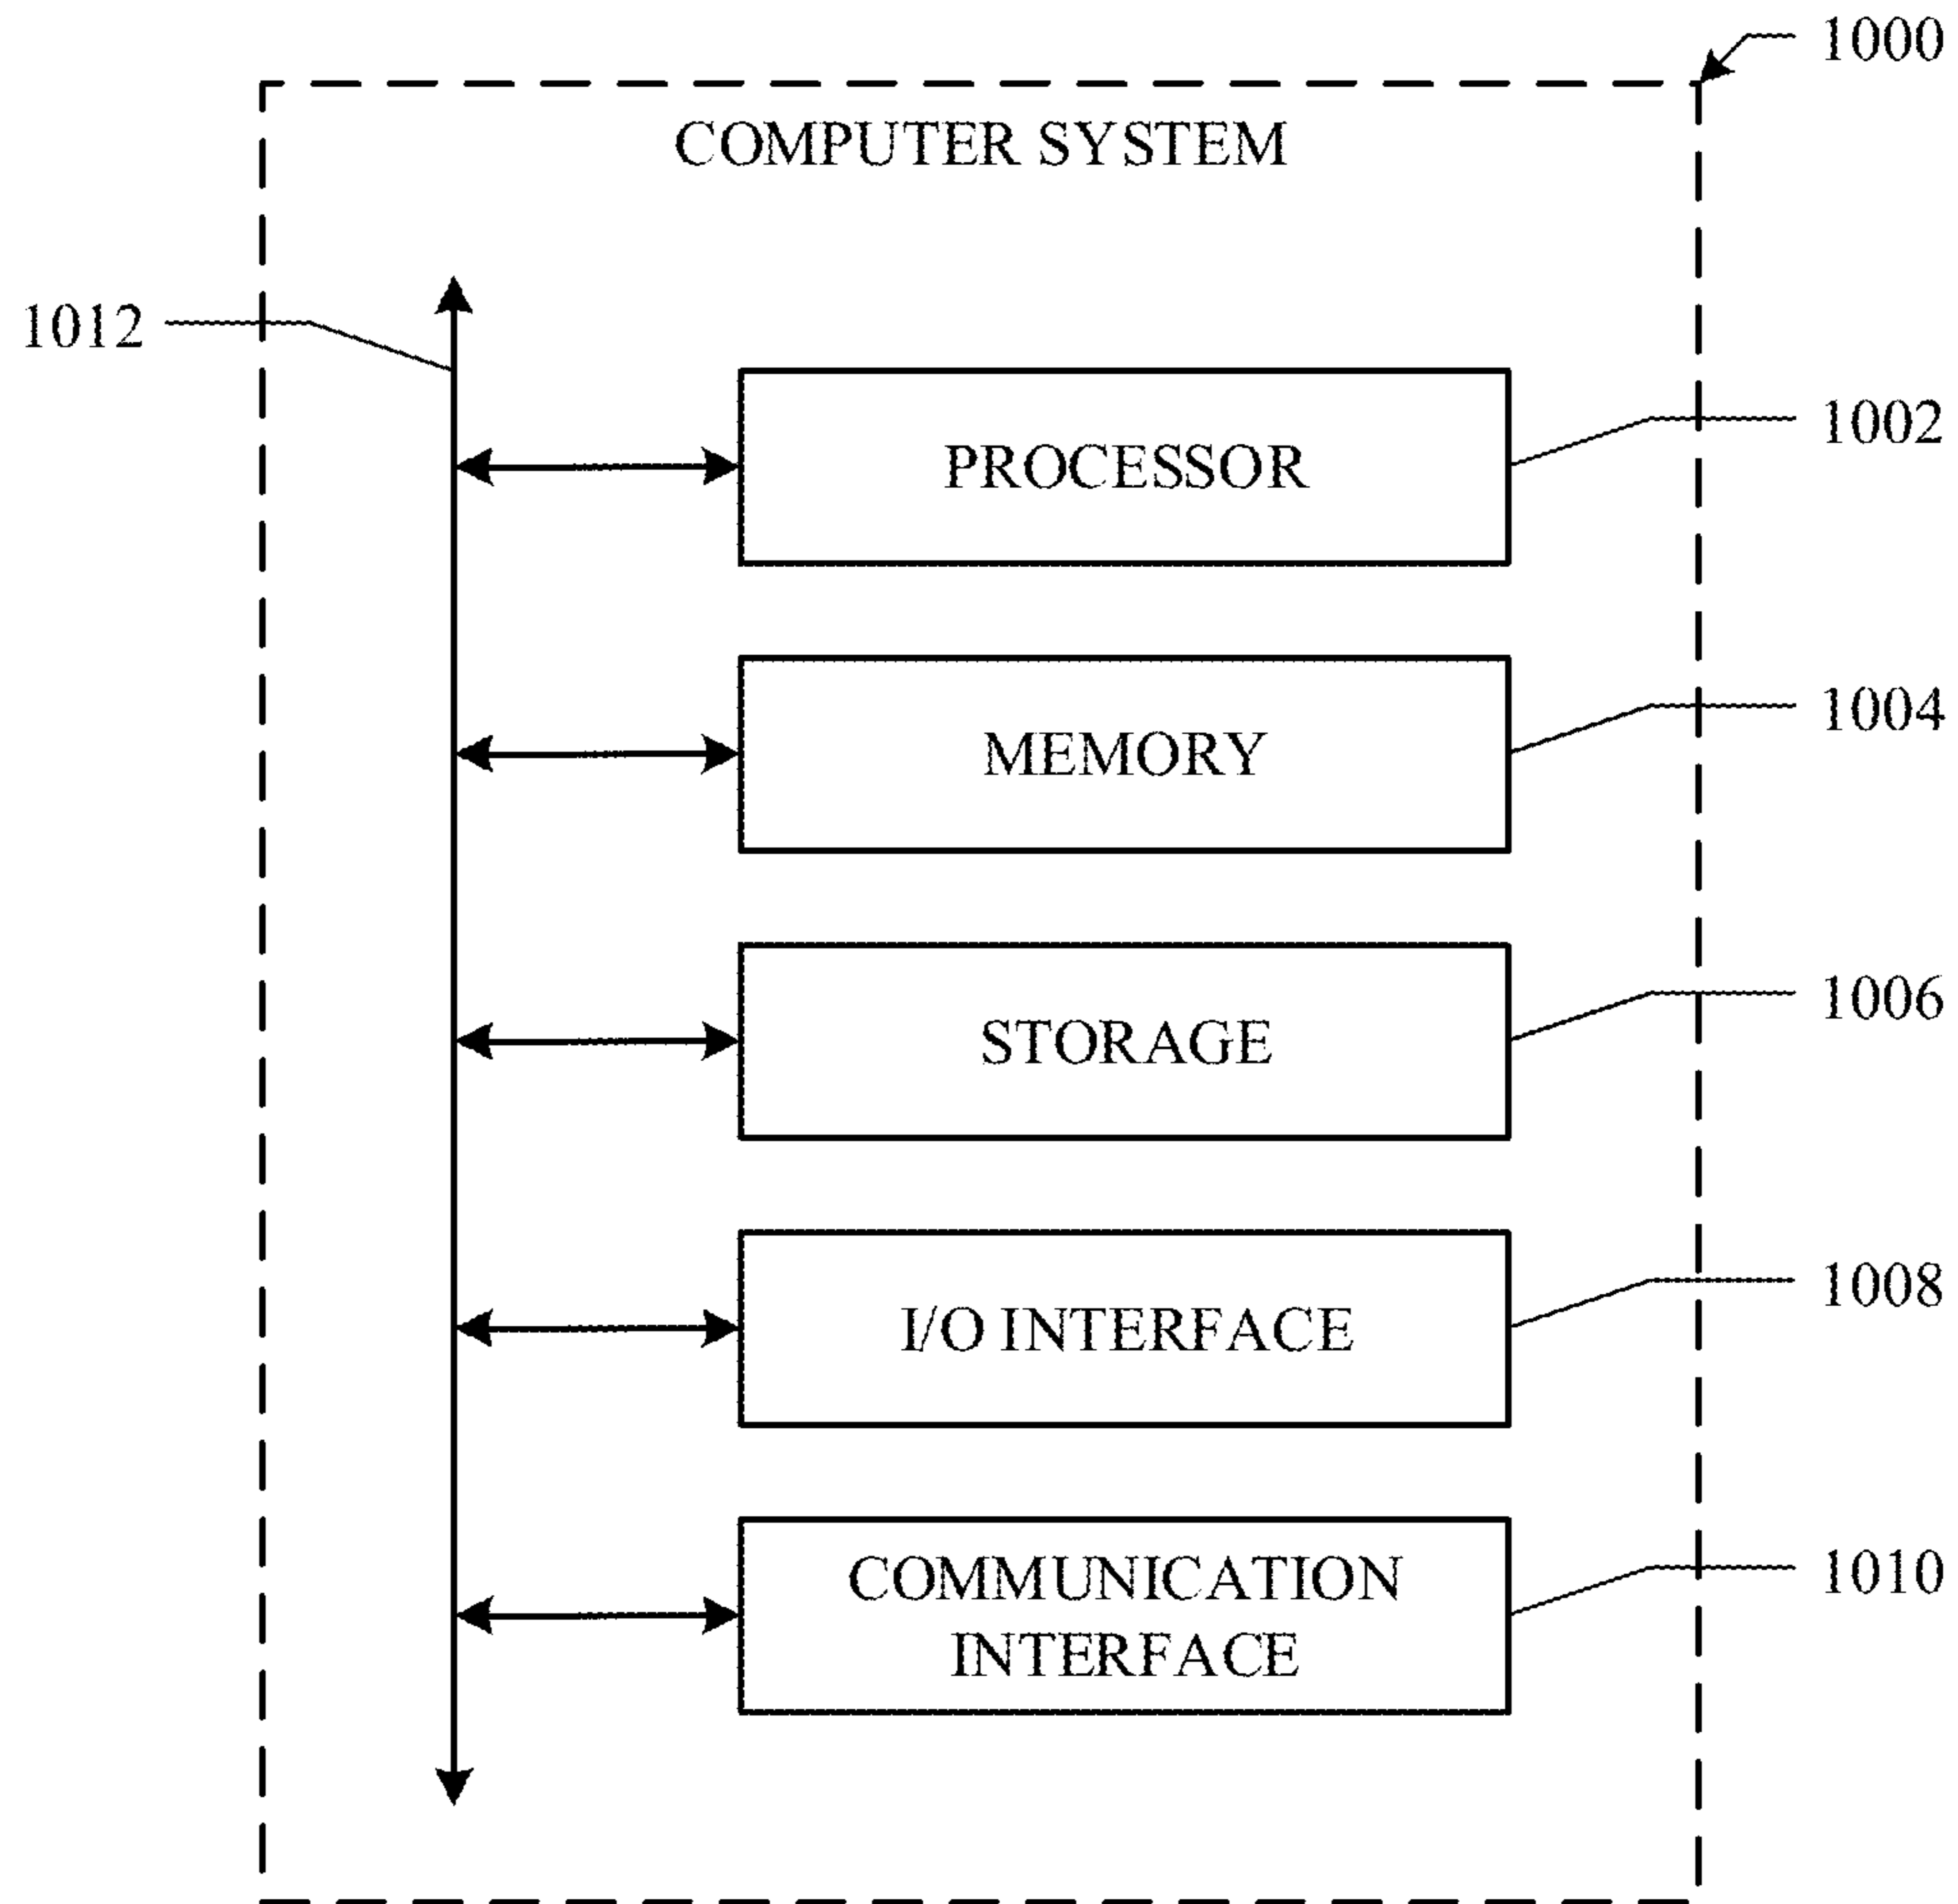 1000
COMPUTER SYSTEM
1012
1002
PROCESSOR
1004
MEMORY
1006
STORAGE
1008
I/O INTERFACE
1010
COMMUNICATION
INTERFACE